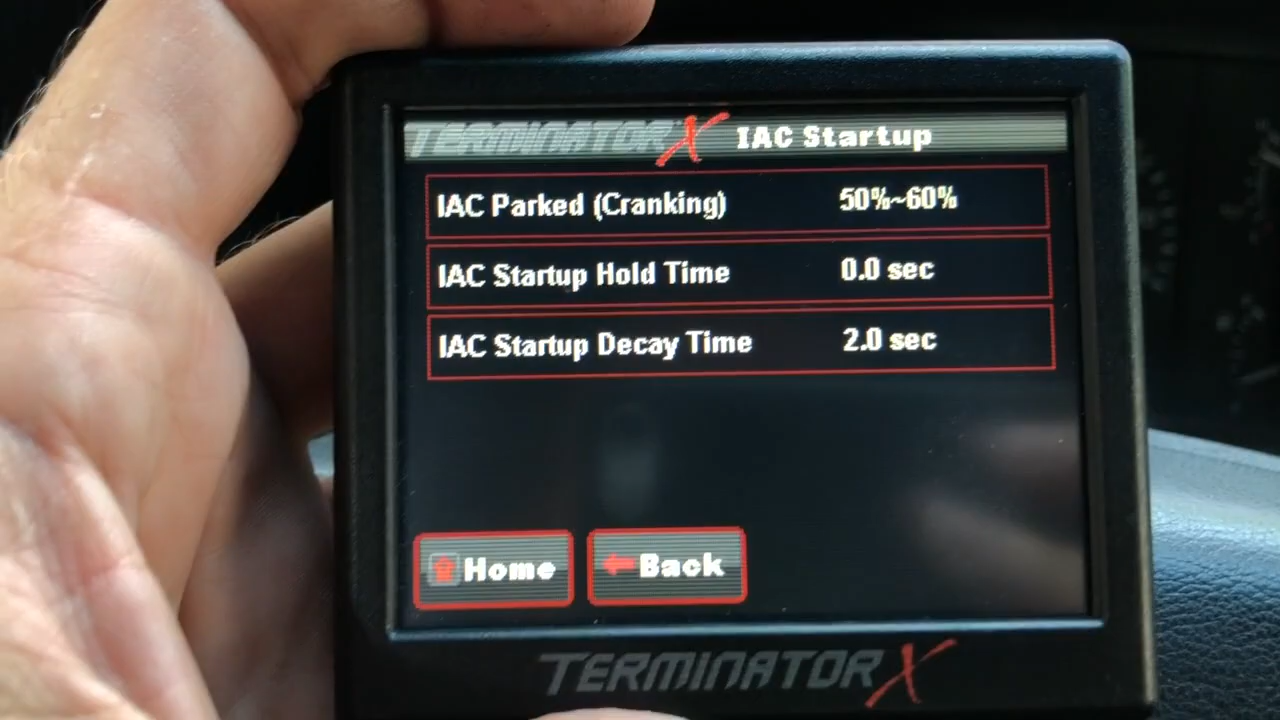 TERMINATOR X IAC Startup
IAC Parked (Cranking) 50%~60%
IAC Startup Hold Time 0.0 sec
IAC Startup Decay Time 2.0 sec
Home Back
TERMINATOR X